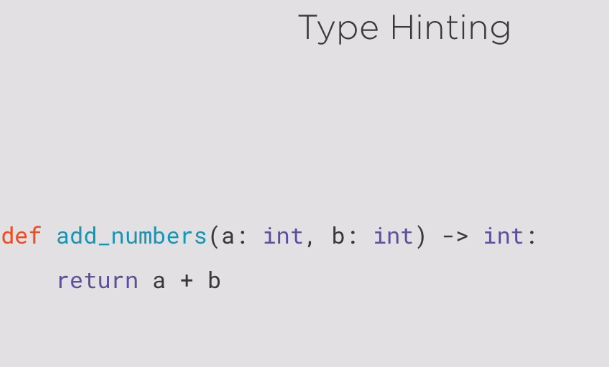 Type Hinting
def add_numbers(a: int, b: int) -> int:
    return a + b